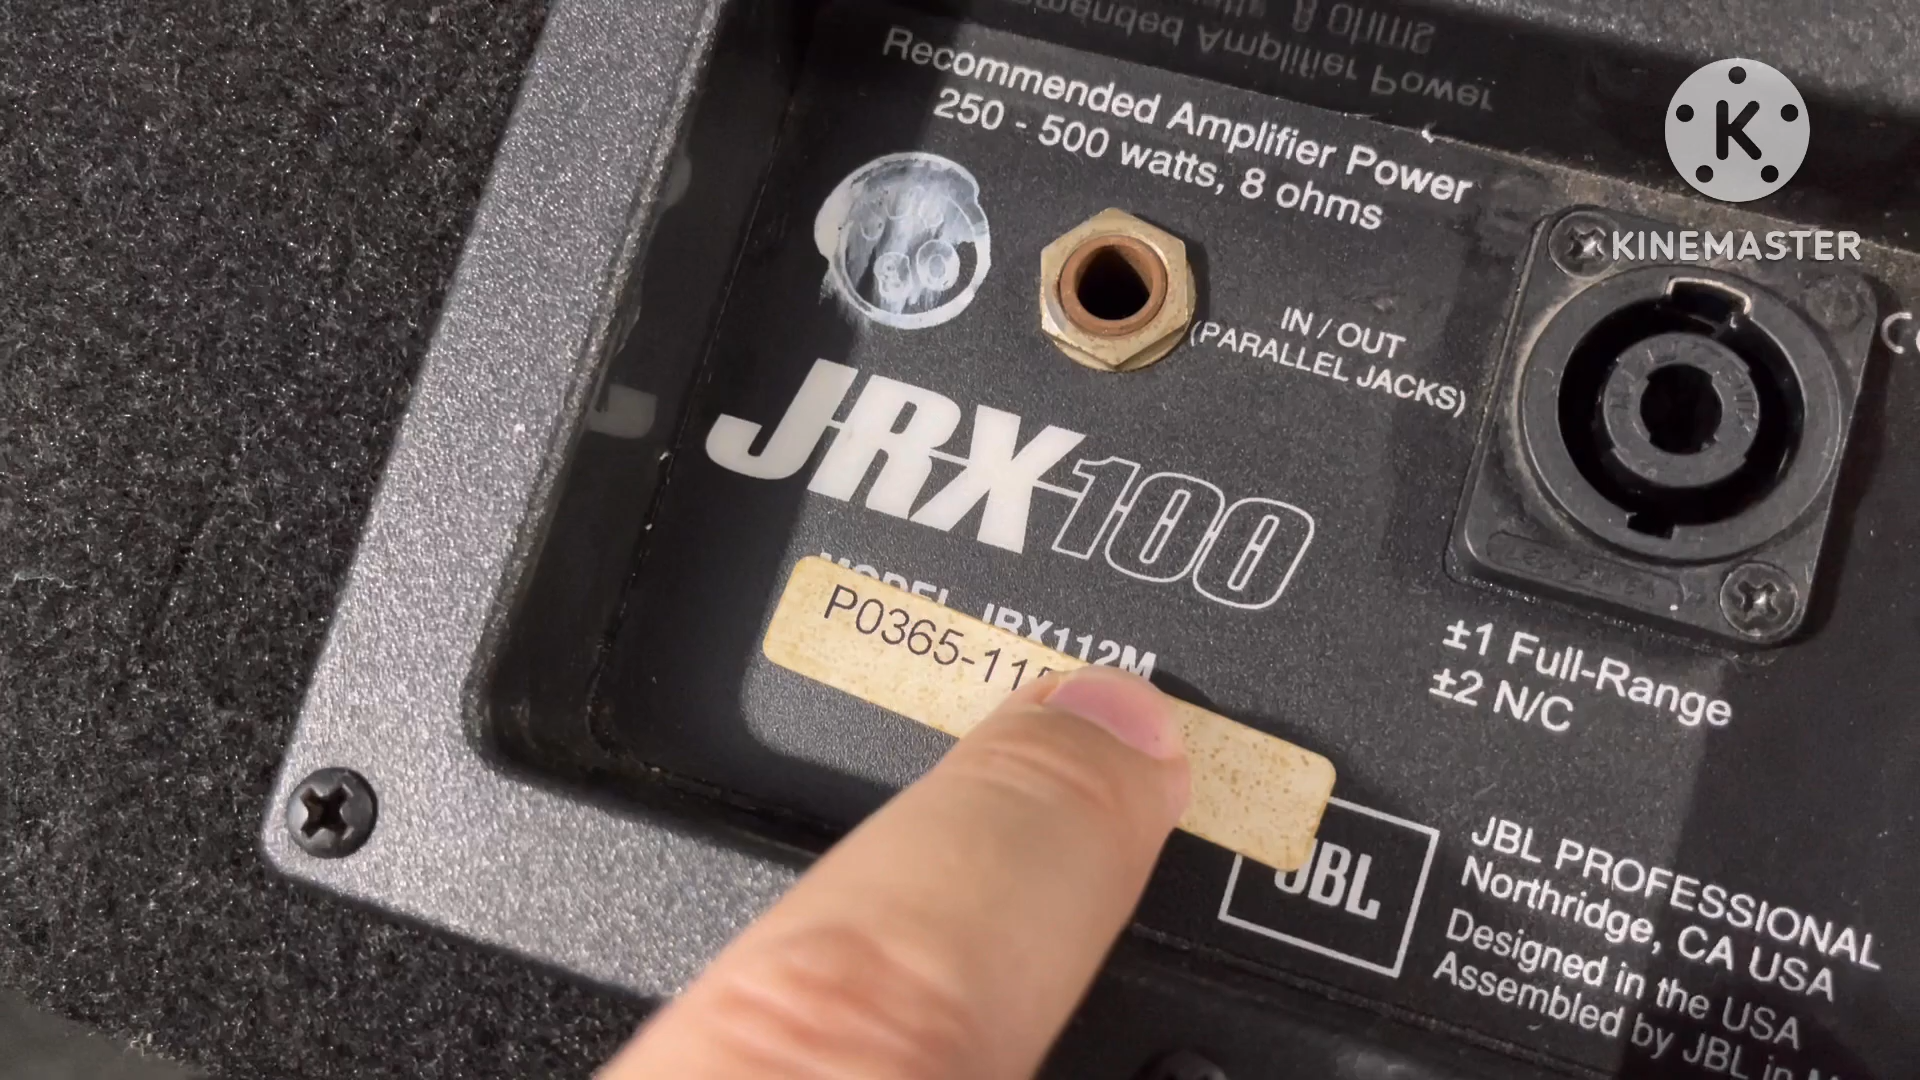 Recommended Amplifier Power
250 - 500 watts, 8 ohms
K
KINEMASTER
IN / OUT
(PARALLEL JACKS)
JRX100
MODEL JRX112M
P0365-11
±1 Full-Range
±2 N/C
JBL
JBL PROFESSIONAL
Northridge, CA USA
Designed in the USA
Assembled by JBL in